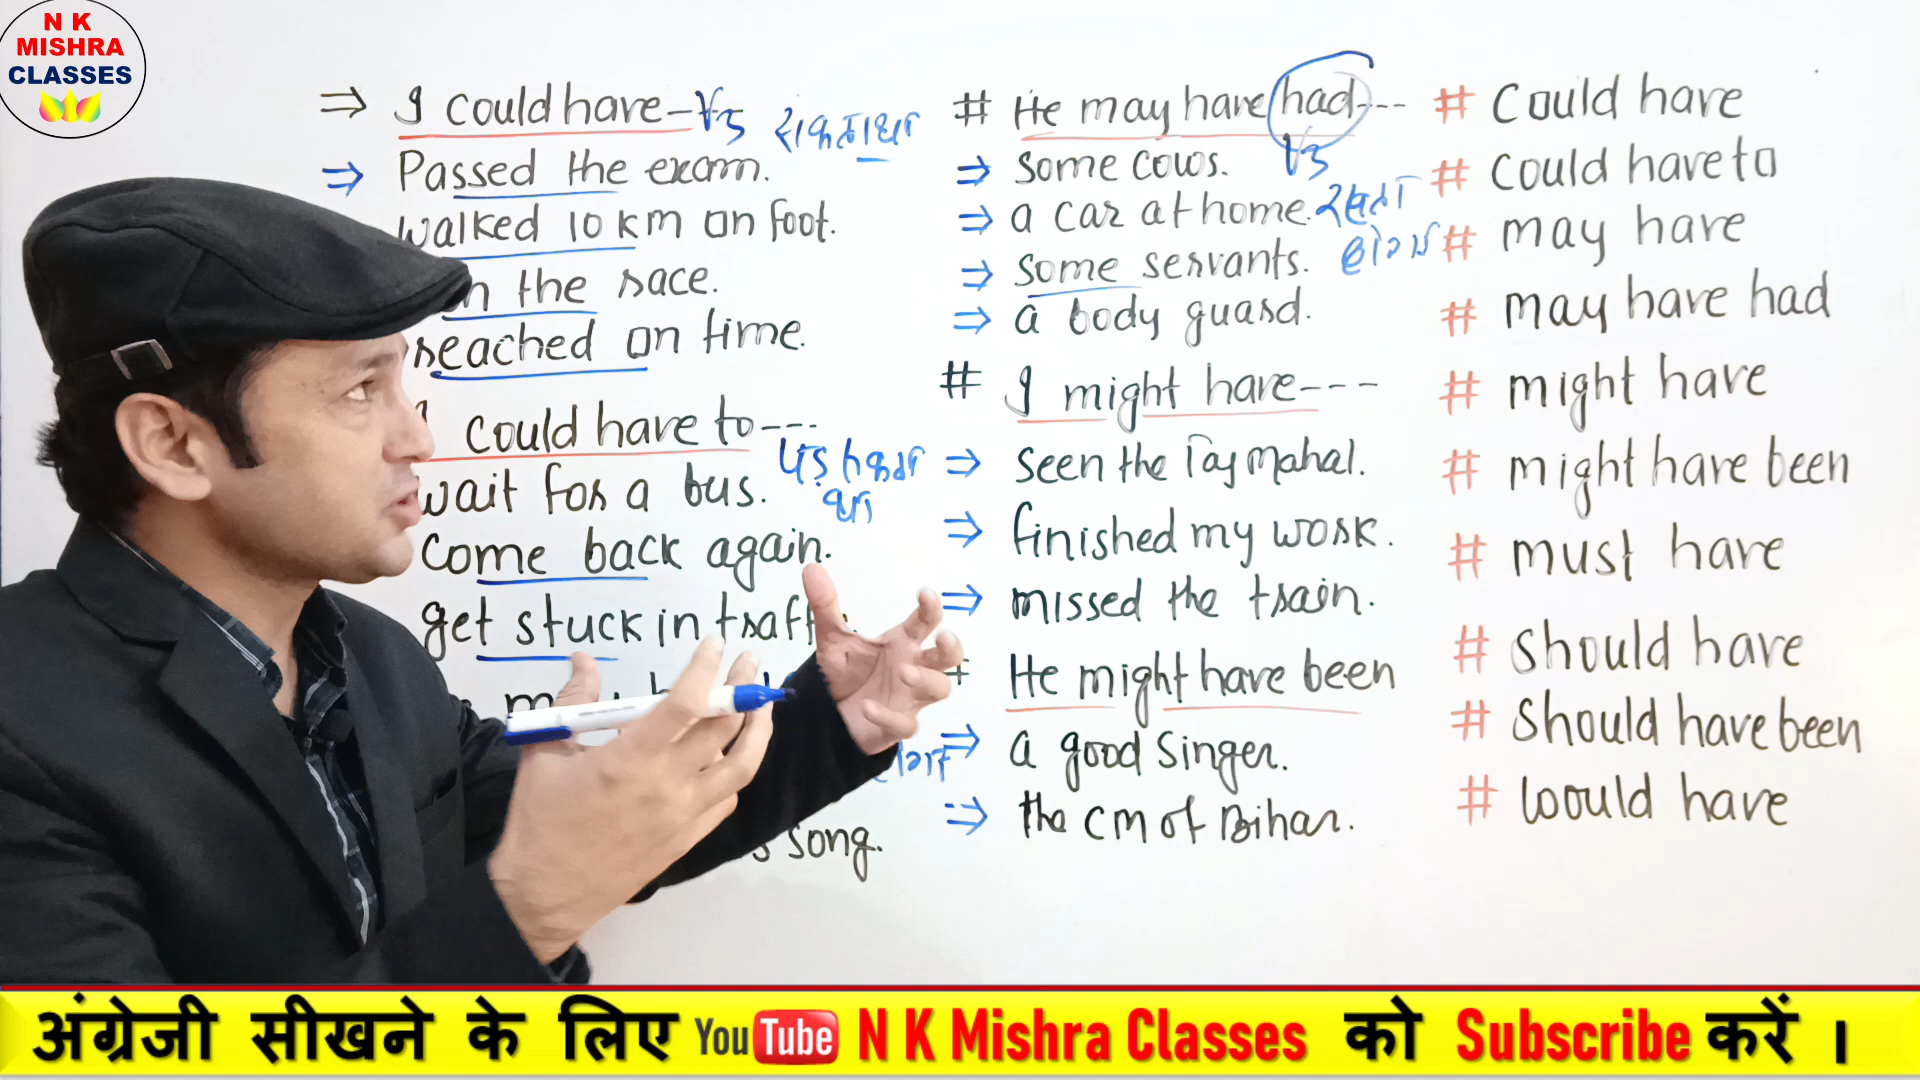 N K
MISHRA
CLASSES
⇒ I could have - V3 सकता था
⇒ Passed the exam.
walked 10 km on foot.
the race.
reached on time.
I could have to ---
पड़ सकता
था
wait for a bus.
come back again.
get stuck in
song.
# He may have had ---
V3
⇒ some cows.
⇒ a car at home. रखता
होगा
⇒ some servants.
⇒ a body guard.
# I might have ---
⇒ seen the Taj mahal.
⇒ finished my work.
⇒ missed the train.
He might have been
⇒ a good singer.
⇒ the CM of Bihar.
# Could have
# Could have to
# may have
# may have had
# might have
# might have been
# must have
# should have
# should have been
# would have
अंग्रेजी सीखने के लिए YouTube N K Mishra Classes को Subscribe करें ।